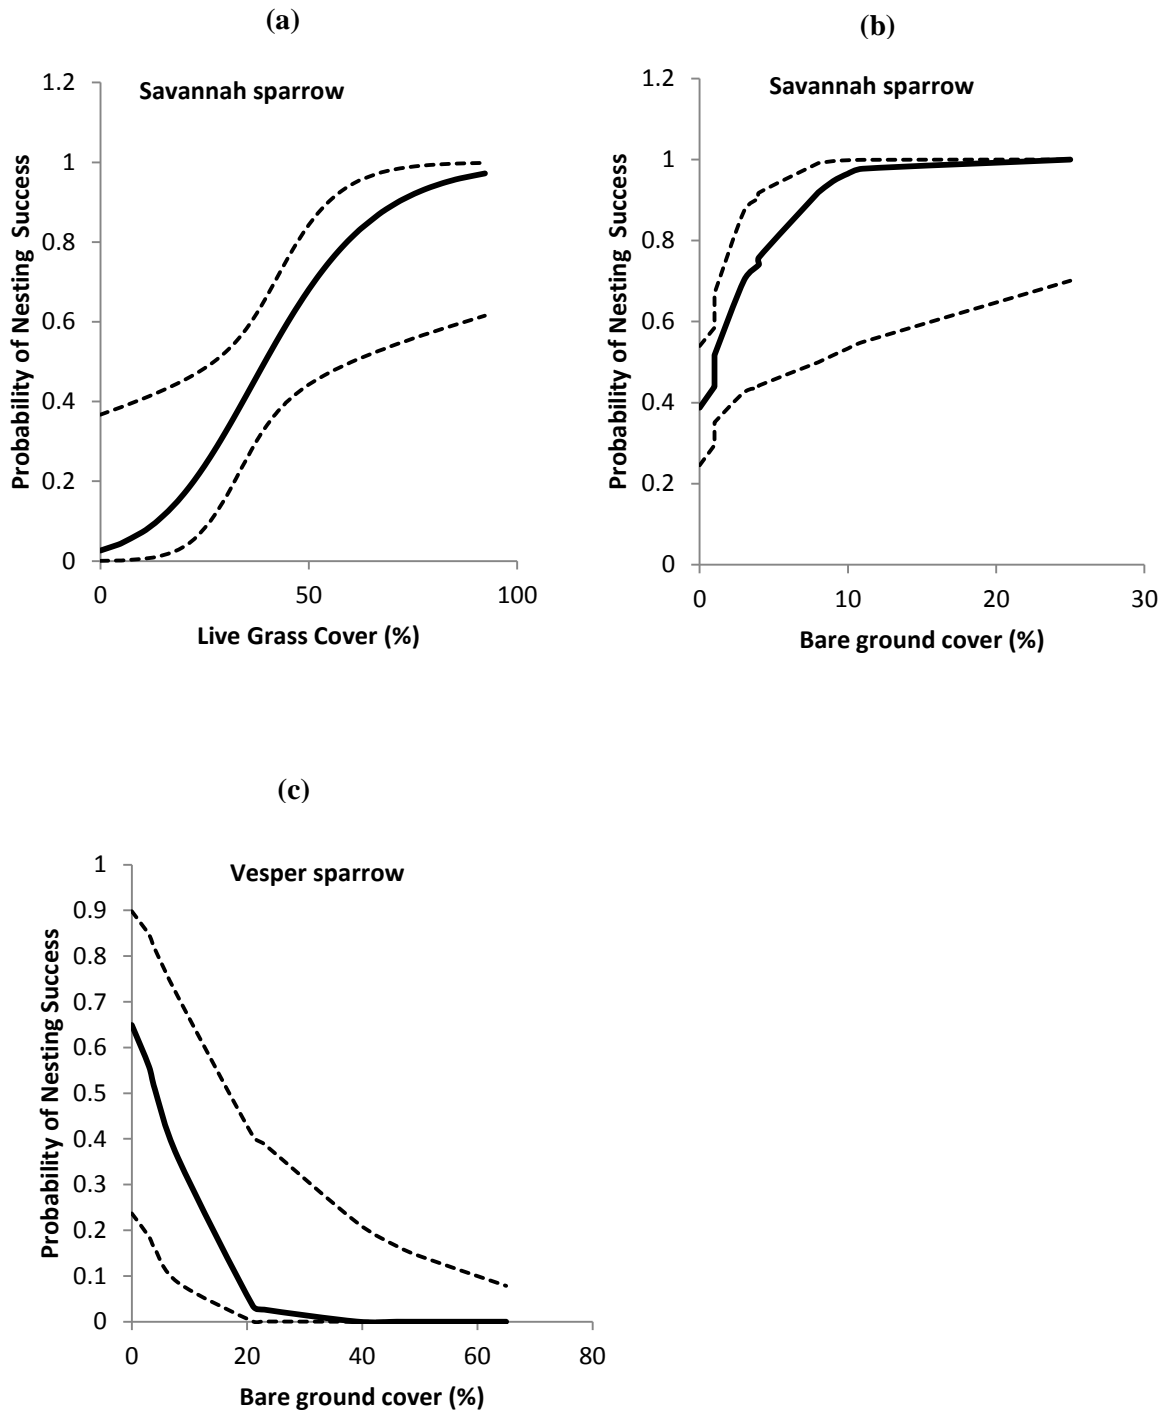 (a)
Savannah sparrow
Probability of Nesting Success
1.2
1
0.8
0.6
0.4
0.2
0
0 50 100
Live Grass Cover (%)
(b)
Savannah sparrow
Probability of Nesting Success
1.2
1
0.8
0.6
0.4
0.2
0
0 10 20 30
Bare ground cover (%)
(c)
Vesper sparrow
Probability of Nesting Success
1
0.9
0.8
0.7
0.6
0.5
0.4
0.3
0.2
0.1
0
0 20 40 60 80
Bare ground cover (%)